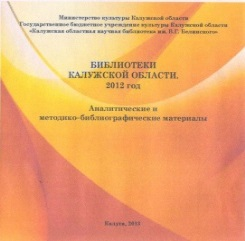 Министерство культуры Калужской области
Государственное бюджетное учреждение культуры Калужской области
«Калужская областная научная библиотека им. В.Г. Белинского»
БИБЛИОТЕКИ
КАЛУЖСКОЙ ОБЛАСТИ.
2012 год
Аналитические и
методико-библиографические материалы
Калуга, 2013